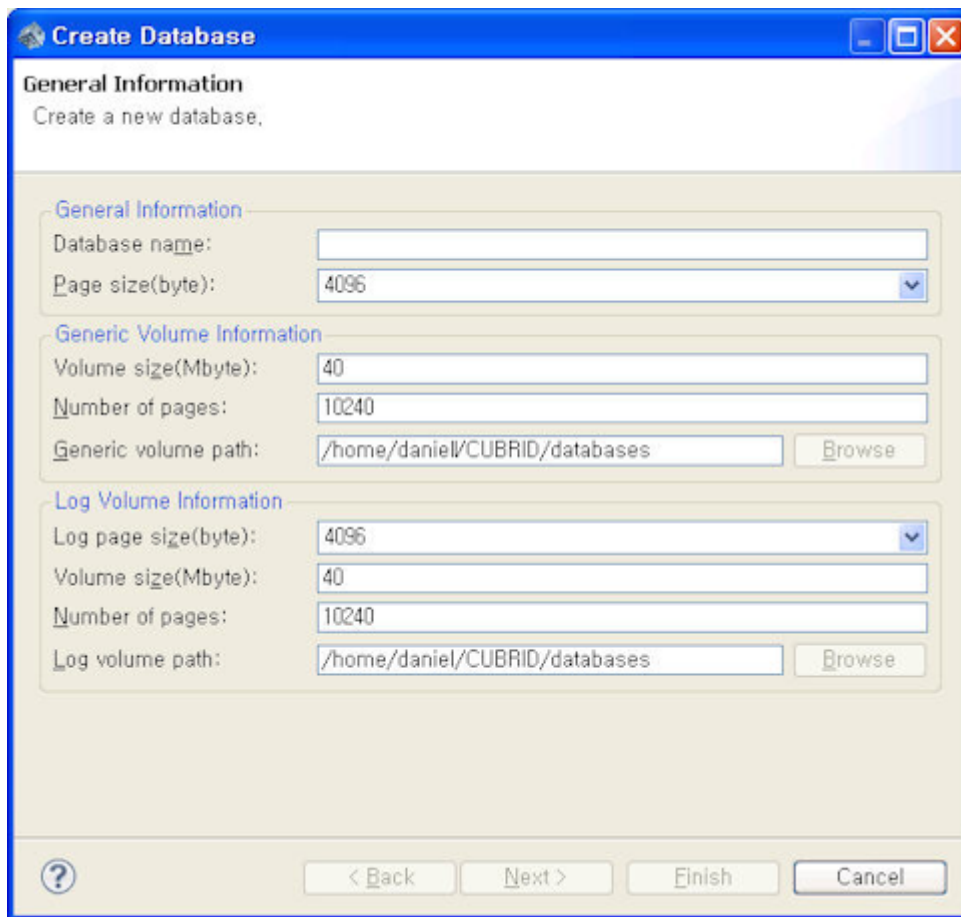 Create Database
General Information
Create a new database,
General Information
Database name:
Page size(byte): 4096
Generic Volume Information
Volume size(Mbyte): 40
Number of pages: 10240
Generic volume path: /home/daniell/CUBRID/databases Browse
Log Volume Information
Log page size(byte): 4096
Volume size(Mbyte): 40
Number of pages: 10240
Log volume path: /home/daniel/CUBRID/databases Browse
? < Back Next > Finish Cancel